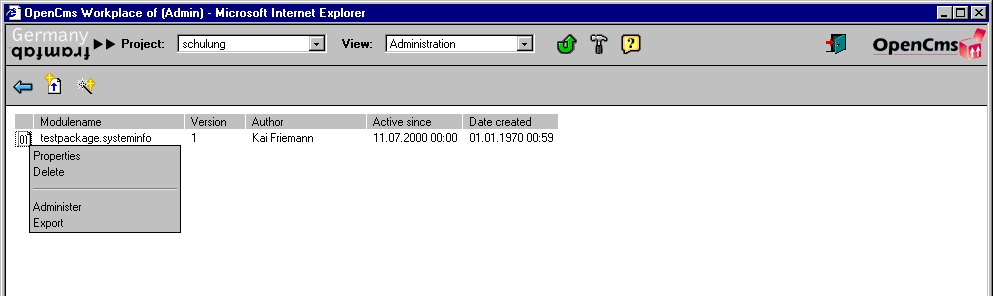 OpenCms Workplace of (Admin) - Microsoft Internet Explorer
Germany
framfab
Project: schulung View: Administration ? OpenCms
Modulename Version Author Active since Date created
01 testpackage.systeminfo 1 Kai Friemann 11.07.2000 00:00 01.01.1970 00:59
Properties
Delete
Administer
Export